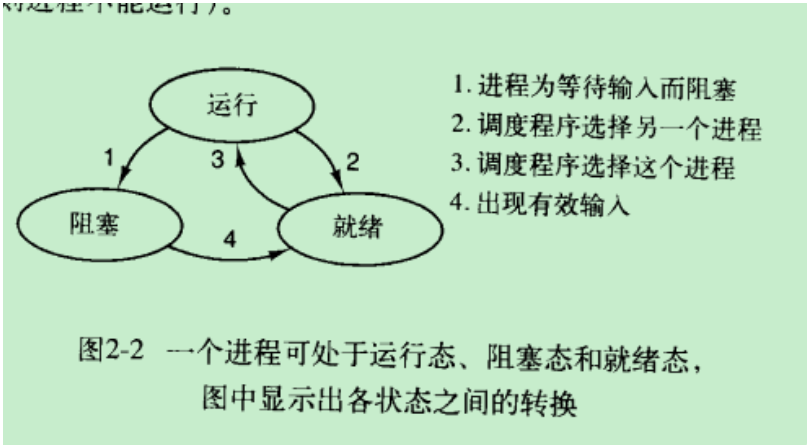 则进程不能运行)。
运行
1
3
2
阻塞
就绪
4
1. 进程为等待输入而阻塞
2. 调度程序选择另一个进程
3. 调度程序选择这个进程
4. 出现有效输入
图2-2 一个进程可处于运行态、阻塞态和就绪态，
图中显示出各状态之间的转换